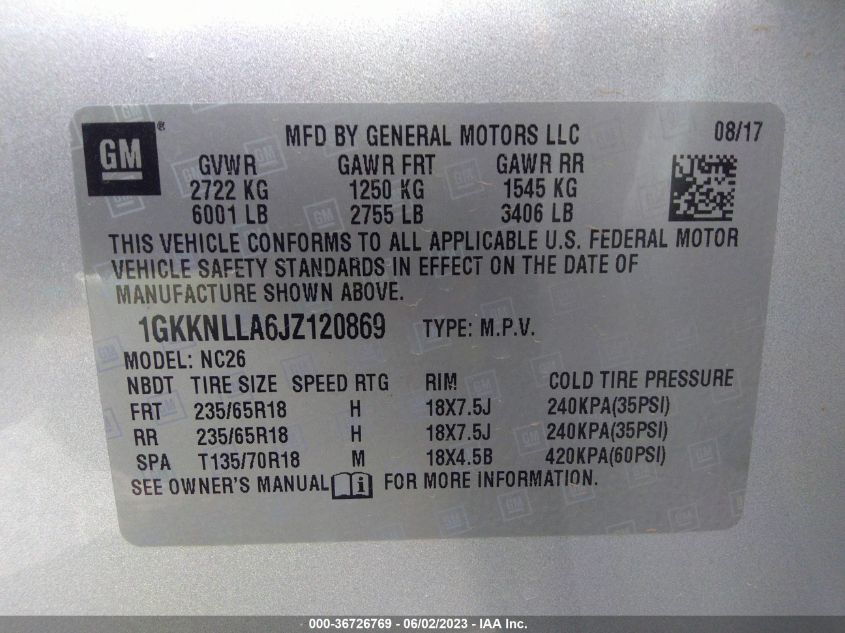 GM® MFD BY GENERAL MOTORS LLC 08/17
GVWR GAWR FRT GAWR RR
2722 KG 1250 KG 1545 KG
6001 LB 2755 LB 3406 LB
THIS VEHICLE CONFORMS TO ALL APPLICABLE U.S. FEDERAL MOTOR
VEHICLE SAFETY STANDARDS IN EFFECT ON THE DATE OF
MANUFACTURE SHOWN ABOVE.
1GKKNLLA6JZ120869 TYPE: M.P.V.
MODEL: NC26
NBDT TIRE SIZE SPEED RTG RIM COLD TIRE PRESSURE
FRT 235/65R18 H 18X7.5J 240KPA(35PSI)
RR 235/65R18 H 18X7.5J 240KPA(35PSI)
SPA T135/70R18 M 18X4.5B 420KPA(60PSI)
SEE OWNER'S MANUAL i FOR MORE INFORMATION.
000-36726769 - 06/02/2023 - IAA Inc.